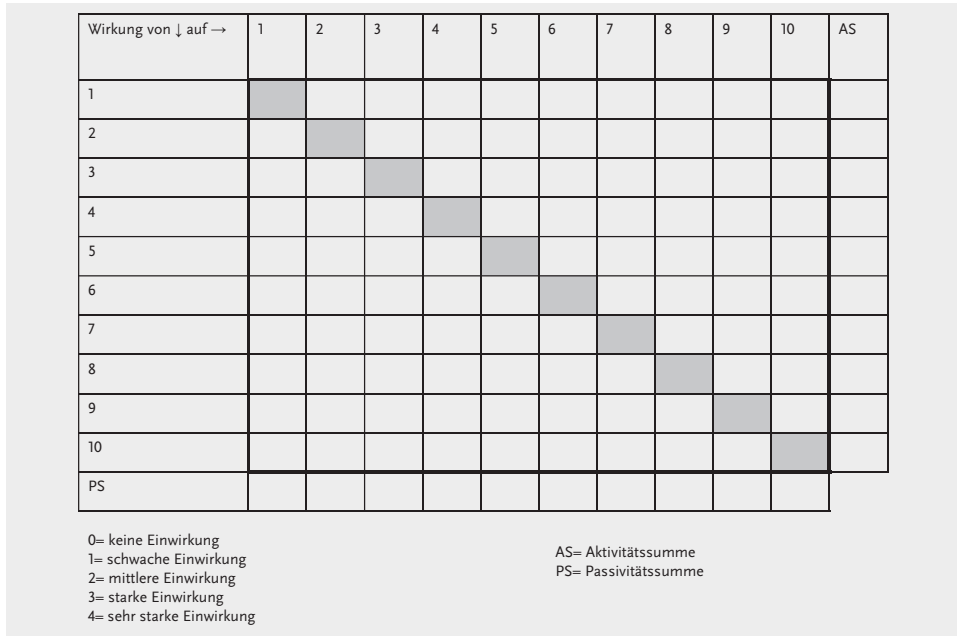 Wirkung von ↓ auf → 1 2 3 4 5 6 7 8 9 10 AS
1
2
3
4
5
6
7
8
9
10
PS
0= keine Einwirkung
1= schwache Einwirkung
2= mittlere Einwirkung
3= starke Einwirkung
4= sehr starke Einwirkung
AS= Aktivitätssumme
PS= Passivitätssumme